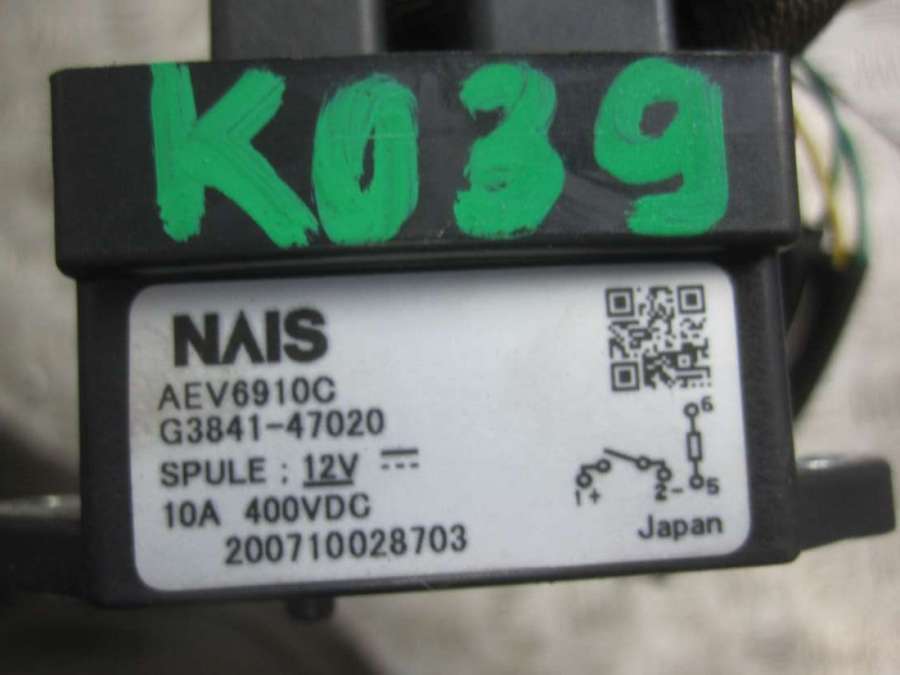 K039
NAIS
AEV6910C
G3841-47020
SPULE : 12V
10A 400VDC
200710028703
6
1+
2-
5
Japan